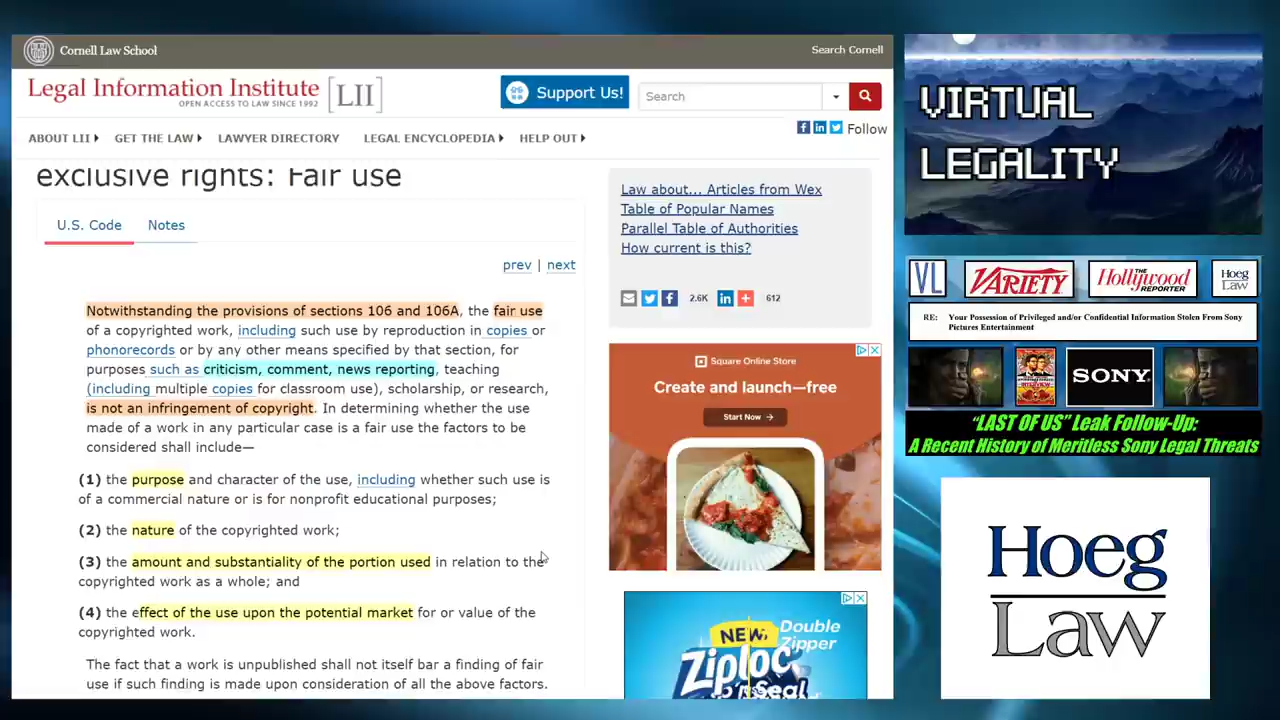 Cornell Law School
Search Cornell
Legal Information Institute [LII]
OPEN ACCESS TO LAW SINCE 1992
Support Us!
Search
ABOUT LII
GET THE LAW
LAWYER DIRECTORY
LEGAL ENCYCLOPEDIA
HELP OUT
Follow
exclusive rights: Fair use
U.S. Code
Notes
prev | next
Notwithstanding the provisions of sections 106 and 106A, the fair use
of a copyrighted work, including such use by reproduction in copies or
phonorecords or by any other means specified by that section, for
purposes such as criticism, comment, news reporting, teaching
(including multiple copies for classroom use), scholarship, or research,
is not an infringement of copyright. In determining whether the use
made of a work in any particular case is a fair use the factors to be
considered shall include—
(1) the purpose and character of the use, including whether such use is
of a commercial nature or is for nonprofit educational purposes;
(2) the nature of the copyrighted work;
(3) the amount and substantiality of the portion used in relation to the
copyrighted work as a whole; and
(4) the effect of the use upon the potential market for or value of the
copyrighted work.
The fact that a work is unpublished shall not itself bar a finding of fair
use if such finding is made upon consideration of all the above factors.
Law about... Articles from Wex
Table of Popular Names
Parallel Table of Authorities
How current is this?
2.6K
612
Square Online Store
Create and launch—free
Start Now →
NEW!
Double
Zipper
Ziploc
VIRTUAL
LEGALITY
VL
VARIETY
THE
Hollywood
REPORTER
Hoeg
Law
RE: Your Possession of Privileged and/or Confidential Information Stolen From Sony
Pictures Entertainment
SONY
"LAST OF US" Leak Follow-Up:
A Recent History of Meritless Sony Legal Threats
Hoeg
Law